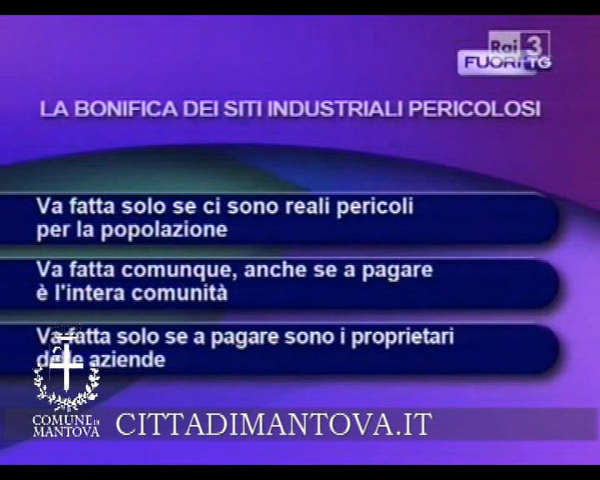 Rai 3
FUORI TG
LA BONIFICA DEI SITI INDUSTRIALI PERICOLOSI
Va fatta solo se ci sono reali pericoli
per la popolazione
Va fatta comunque, anche se a pagare
è l'intera comunità
Va fatta solo se a pagare sono i proprietari
delle aziende
COMUNE DI
MANTOVA
CITTADIMANTOVA.IT